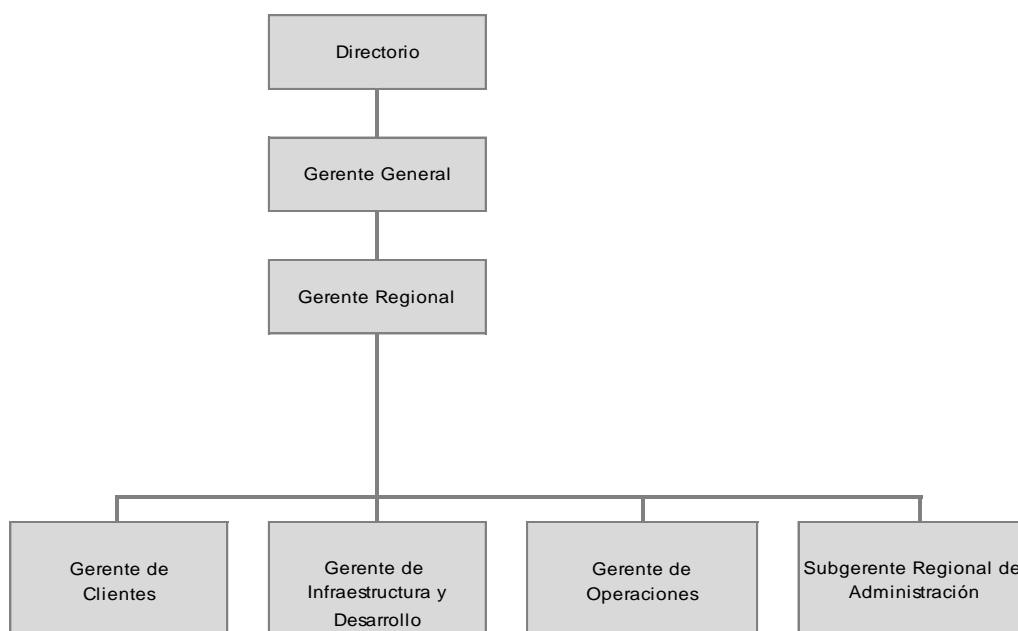 Directorio
Gerente General
Gerente Regional
Gerente de
Clientes
Gerente de
Infraestructura y
Desarrollo
Gerente de
Operaciones
Subgerente Regional de
Administración